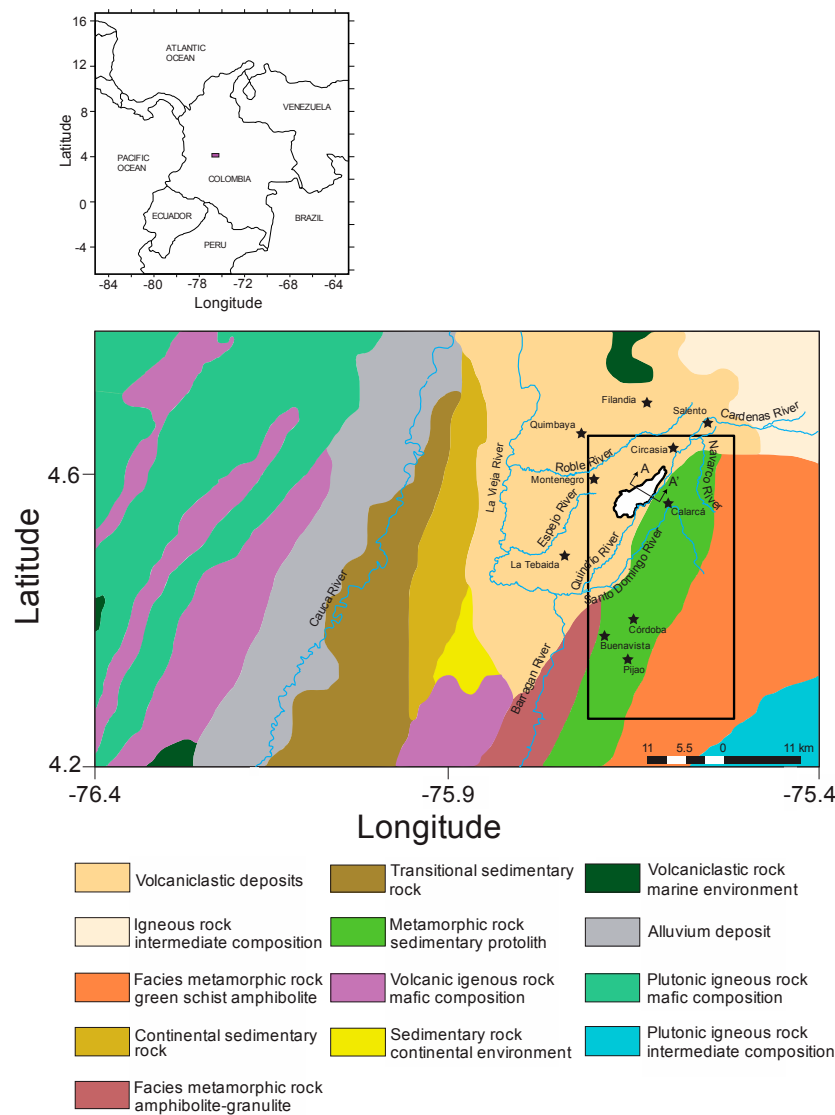 16
12
8
4
0
-4
Latitude
ATLANTIC
OCEAN
VENEZUELA
PACIFIC
OCEAN
COLOMBIA
ECUADOR
BRAZIL
PERU
-84
-80
-78
-72
-68
-64
Longitude
4.6
4.2
Latitude
Filandia
Salento
Cardenas River
Quimbaya
Circasia
Navarco River
La Vieja River
Roble River
Montenegro
A
A'
Espejo River
Calarcá
La Tebaida
Quindío River
Santo Domingo River
Cauca River
Córdoba
Buenavista
Pijao
Barragan River
11 5.5 0 11 km
-76.4
-75.9
-75.4
Longitude
Volcaniclastic deposits
Transitional sedimentary
rock
Volcaniclastic rock
marine environment
Igneous rock
intermediate composition
Metamorphic rock
sedimentary protolith
Alluvium deposit
Facies metamorphic rock
green schist amphibolite
Volcanic igenous rock
mafic composition
Plutonic igneous rock
mafic composition
Continental sedimentary
rock
Sedimentary rock
continental environment
Plutonic igneous rock
intermediate composition
Facies metamorphic rock
amphibolite-granulite